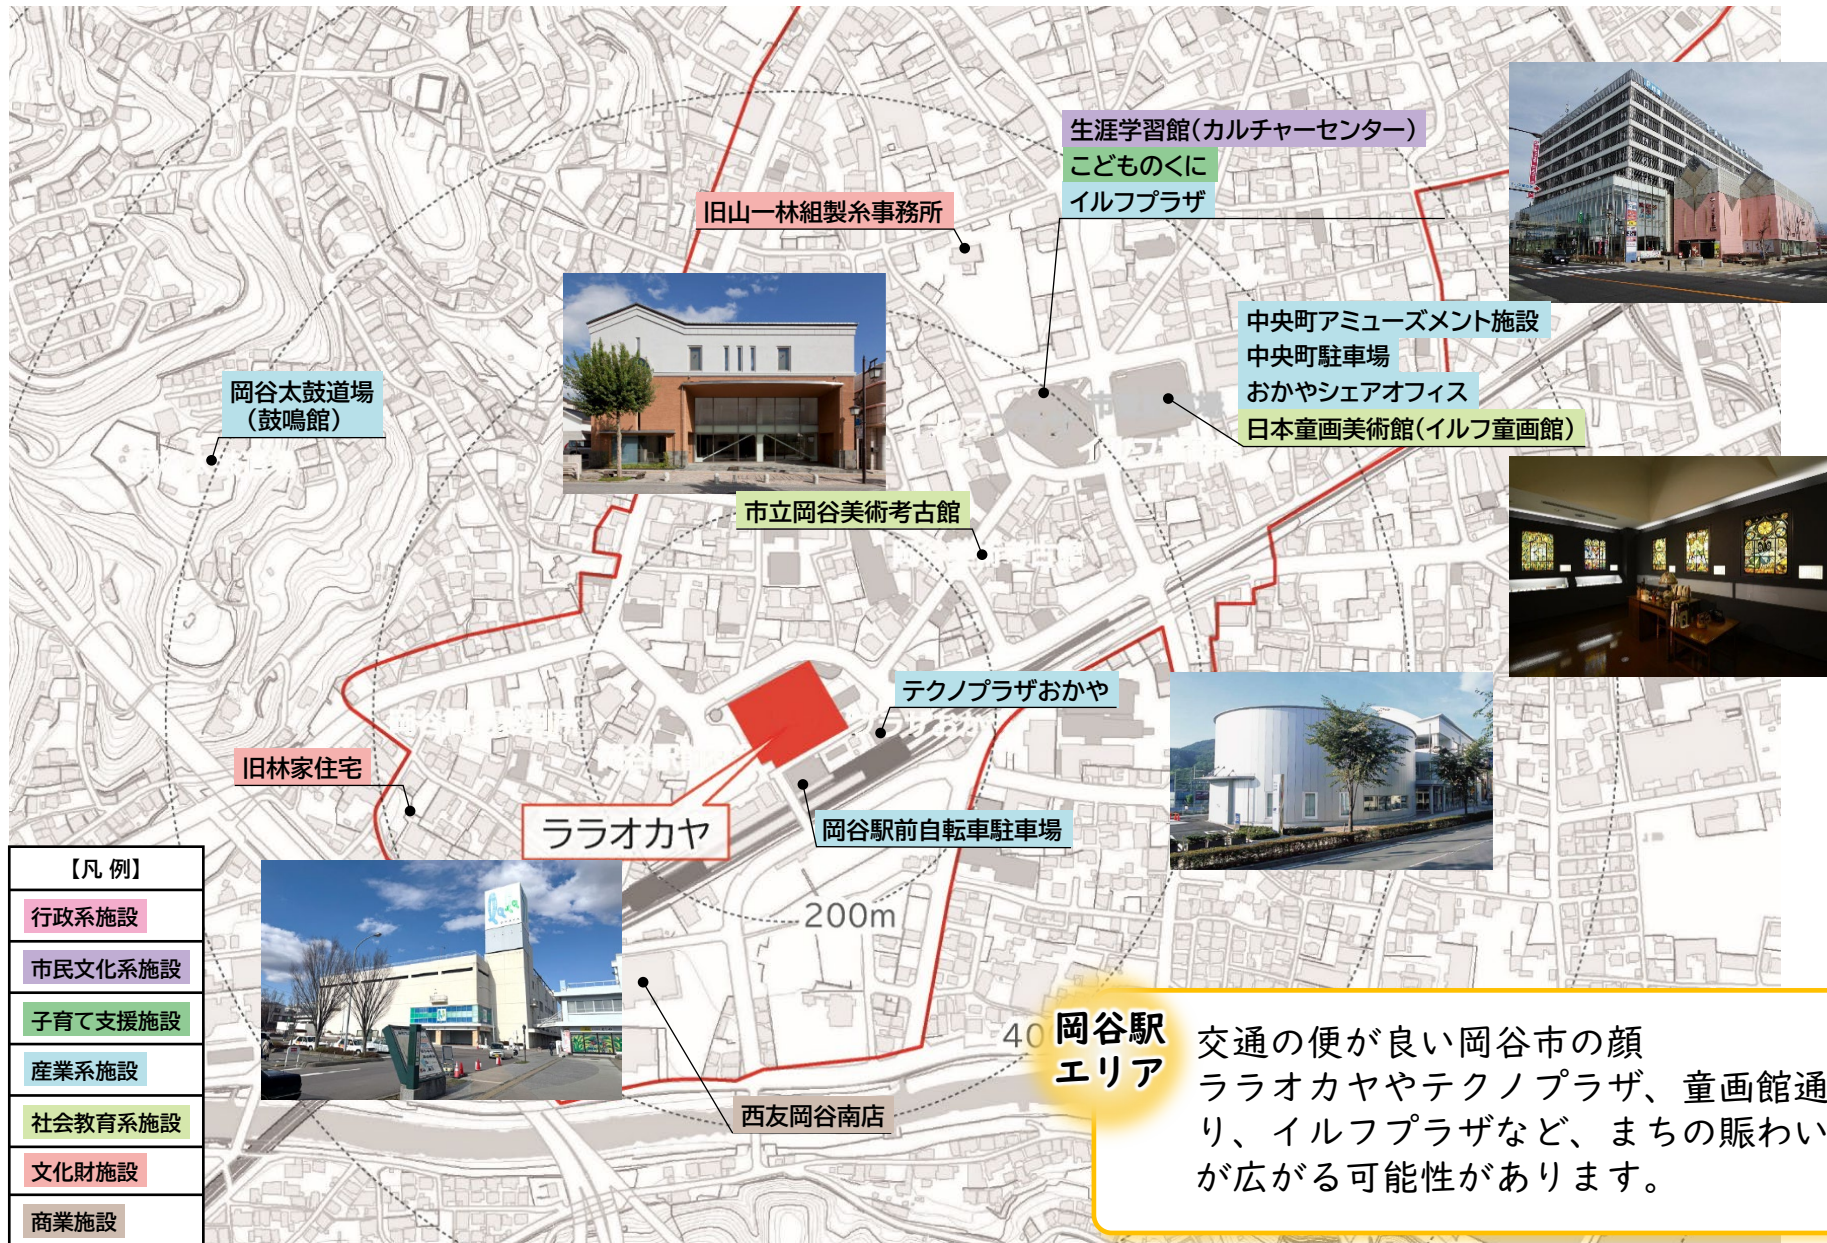 生涯学習館(カルチャーセンター)
こどものくに
イルフプラザ
旧山一林組製糸事務所
中央町アミューズメント施設
中央町駐車場
おかやシェアオフィス
日本童画美術館(イルフ童画館)
岡谷太鼓道場
(鼓鳴館)
市立岡谷美術考古館
テクノプラザおかや
旧林家住宅
ララオカヤ
岡谷駅前自転車駐車場
200m
【凡 例】
行政系施設
市民文化系施設
子育て支援施設
産業系施設
社会教育系施設
文化財施設
商業施設
西友岡谷南店
40
岡谷駅
エリア
交通の便が良い岡谷市の顔
ララオカヤやテクノプラザ、童画館通
り、イルフプラザなど、まちの賑わい
が広がる可能性があります。